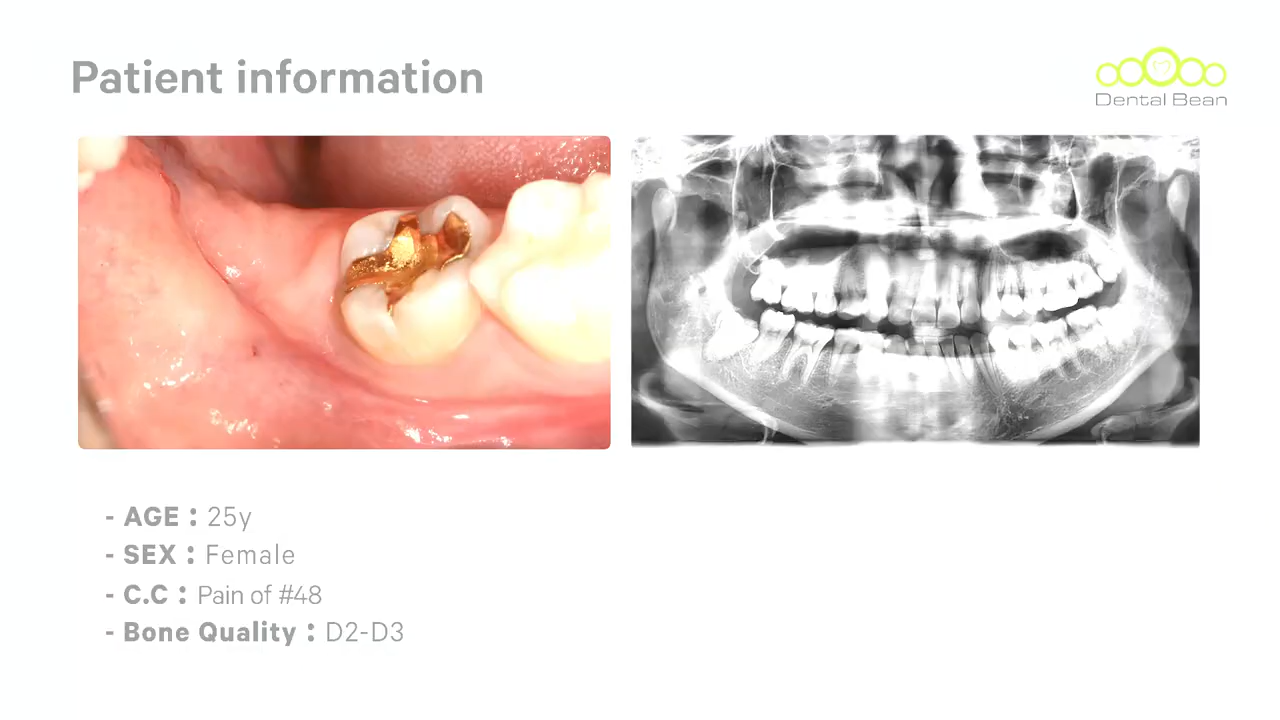 Patient information
Dental Bean
- AGE : 25y
- SEX : Female
- C.C : Pain of #48
- Bone Quality : D2-D3